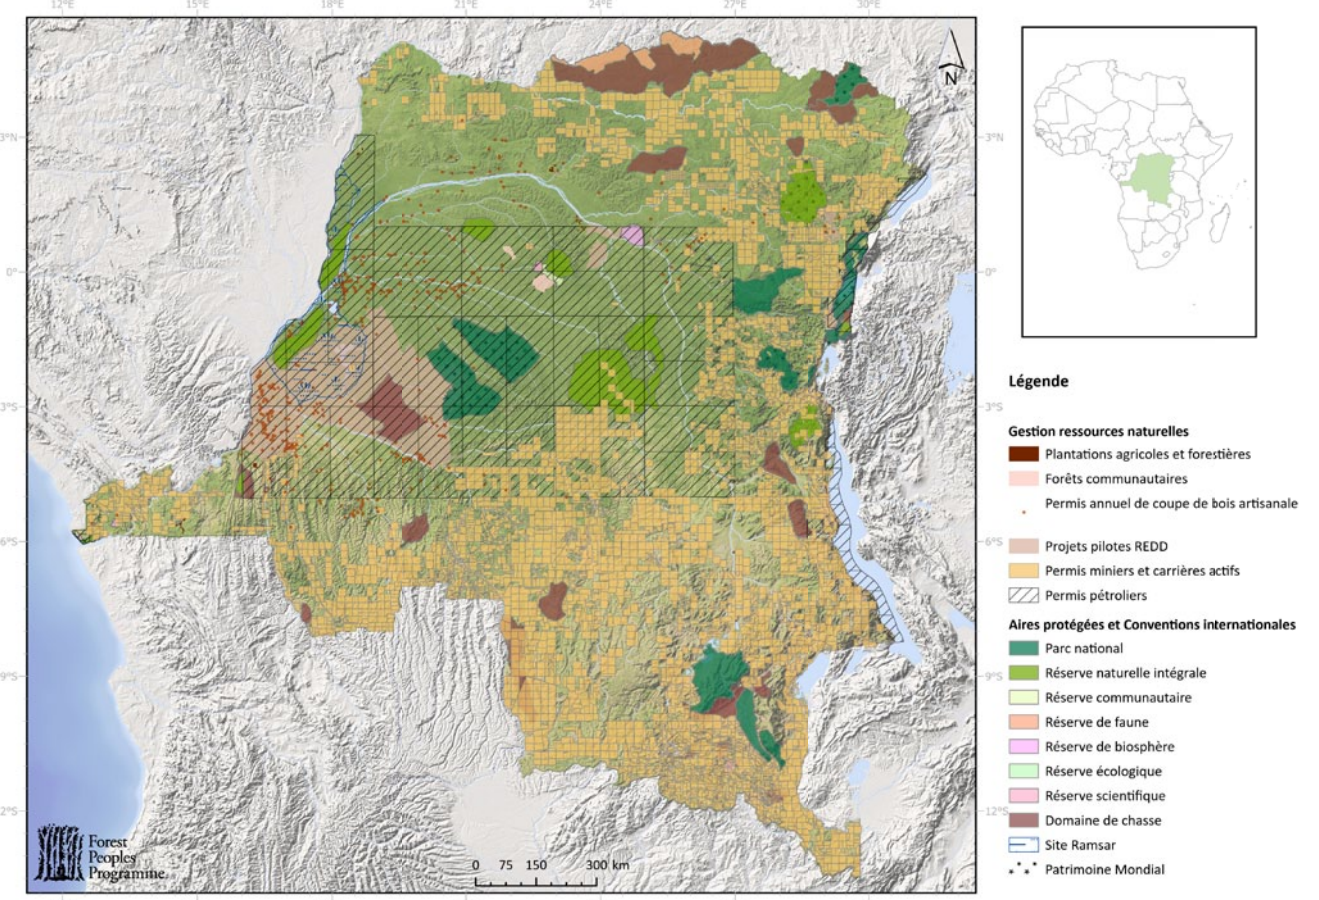 12°E 15°E 18°E 21°E 24°E 27°E 30°E
N
3°N 3°N
0° 0°
3°S 3°S
6°S 6°S
9°S 9°S
12°S
Forest
Peoples
Programme
0 75 150 300 km
Légende
Gestion ressources naturelles
Plantations agricoles et forestières
Forêts communautaires
Permis annuel de coupe de bois artisanale
Projets pilotes REDD
Permis miniers et carrières actifs
Permis pétroliers
Aires protégées et Conventions internationales
Parc national
Réserve naturelle intégrale
Réserve communautaire
Réserve de faune
Réserve de biosphère
Réserve écologique
Réserve scientifique
Domaine de chasse
Site Ramsar
Patrimoine Mondial